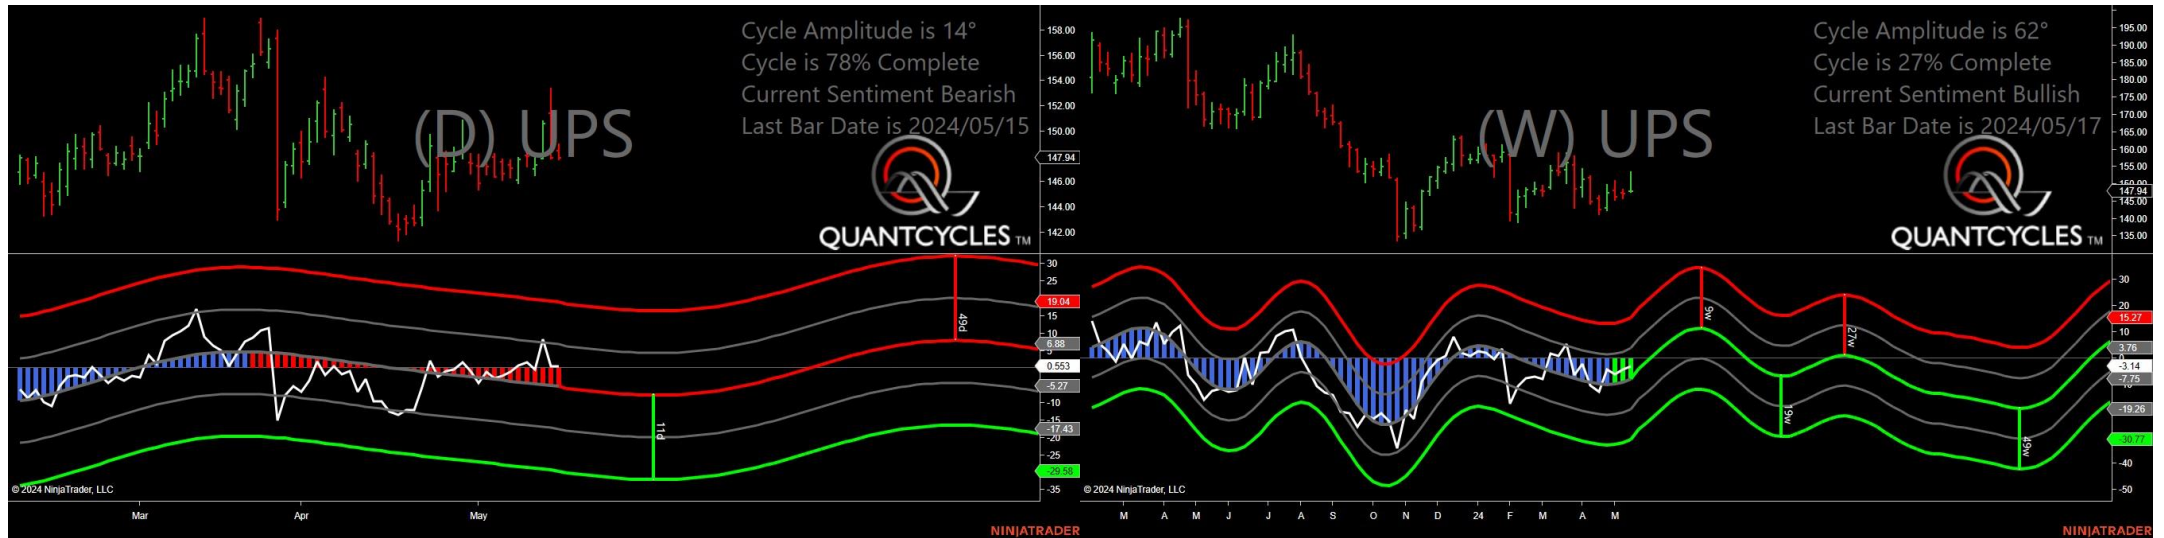 Cycle Amplitude is 14°
Cycle is 78% Complete
Current Sentiment Bearish
Last Bar Date is 2024/05/15
(D) UPS
QUANTCYCLES TM
158.00
156.00
154.00
152.00
150.00
147.94
146.00
144.00
142.00
30
25
19.04
15
10
6.88
5
0.553
-5.27
-10
-15
-17.43
-20
-25
-29.58
-35
49d
11d
© 2024 NinjaTrader, LLC
Mar Apr May
NINJATRADER
Cycle Amplitude is 62°
Cycle is 27% Complete
Current Sentiment Bullish
Last Bar Date is 2024/05/17
(W) UPS
QUANTCYCLES TM
195.00
190.00
185.00
180.00
175.00
170.00
165.00
160.00
155.00
150.00
147.94
145.00
140.00
135.00
30
20
15.27
10
3.76
0
-3.14
-7.75
-19.26
-30.77
-40
-50
9w
19w
27w
49w
© 2024 NinjaTrader, LLC
M A M J J A S O N D 24 F M A M
NINJATRADER